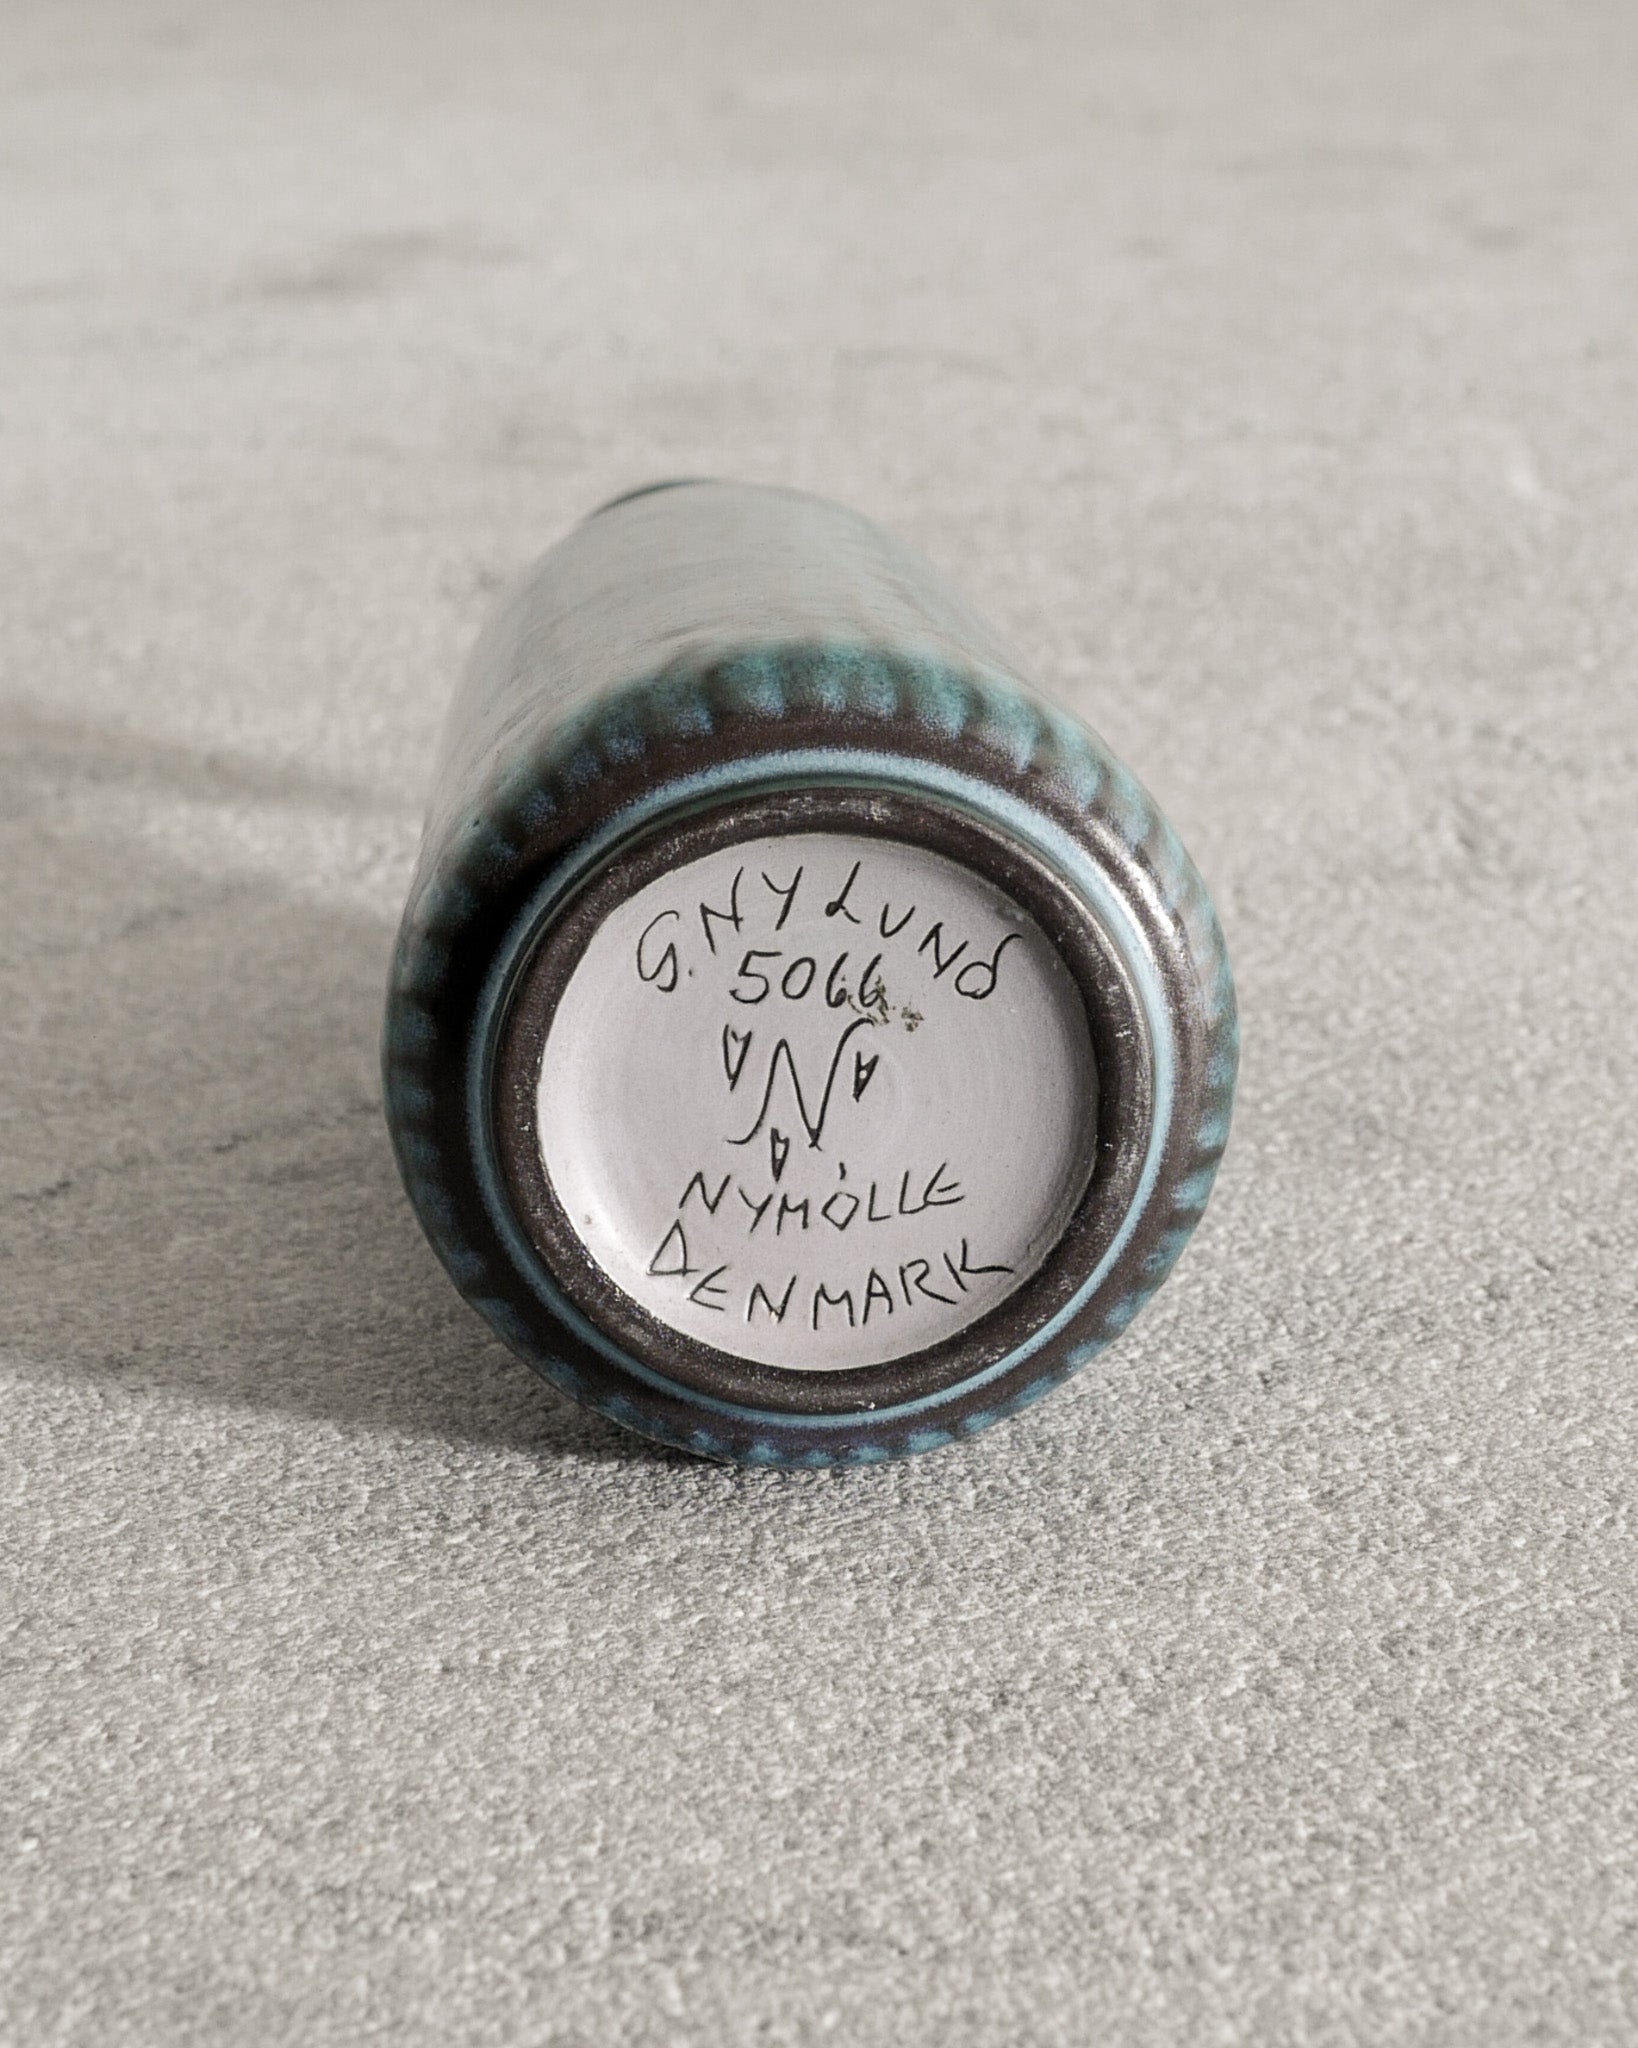 G. NYLUND
5066
N
NYMÖLLE
DENMARK